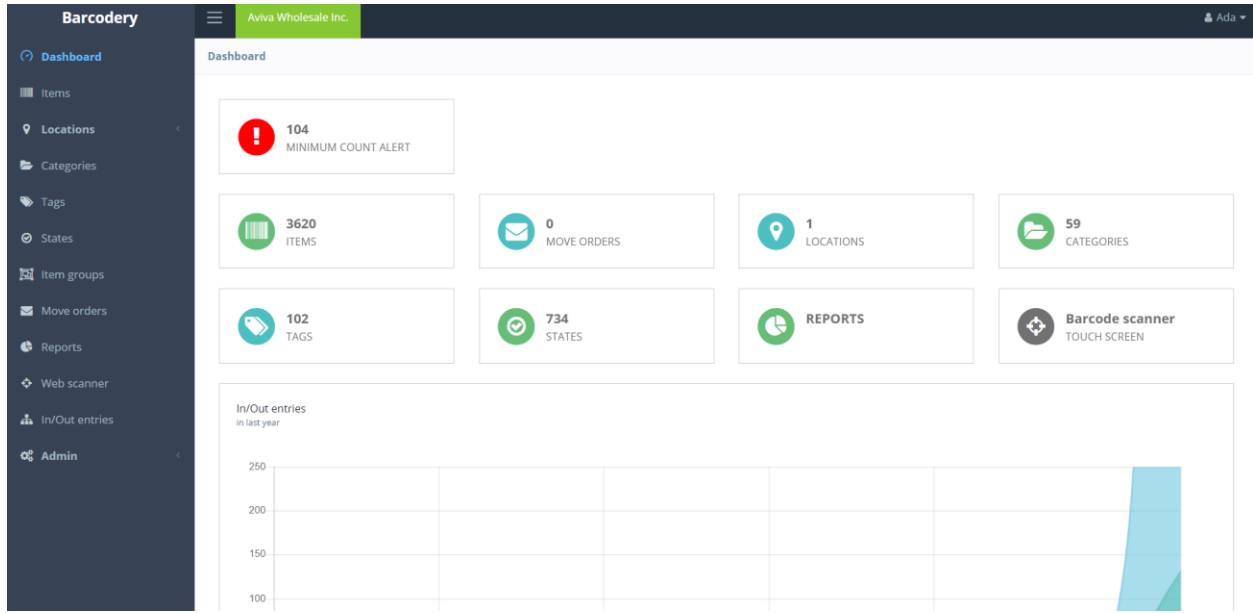 Barcodery
Aviva Wholesale Inc.
Ada
Dashboard
Items
Locations
Categories
Tags
States
Item groups
Move orders
Reports
Web scanner
In/Out entries
Admin
Dashboard
104
MINIMUM COUNT ALERT
3620
ITEMS
0
MOVE ORDERS
1
LOCATIONS
59
CATEGORIES
102
TAGS
734
STATES
REPORTS
Barcode scanner
TOUCH SCREEN
In/Out entries
in last year
250
200
150
100